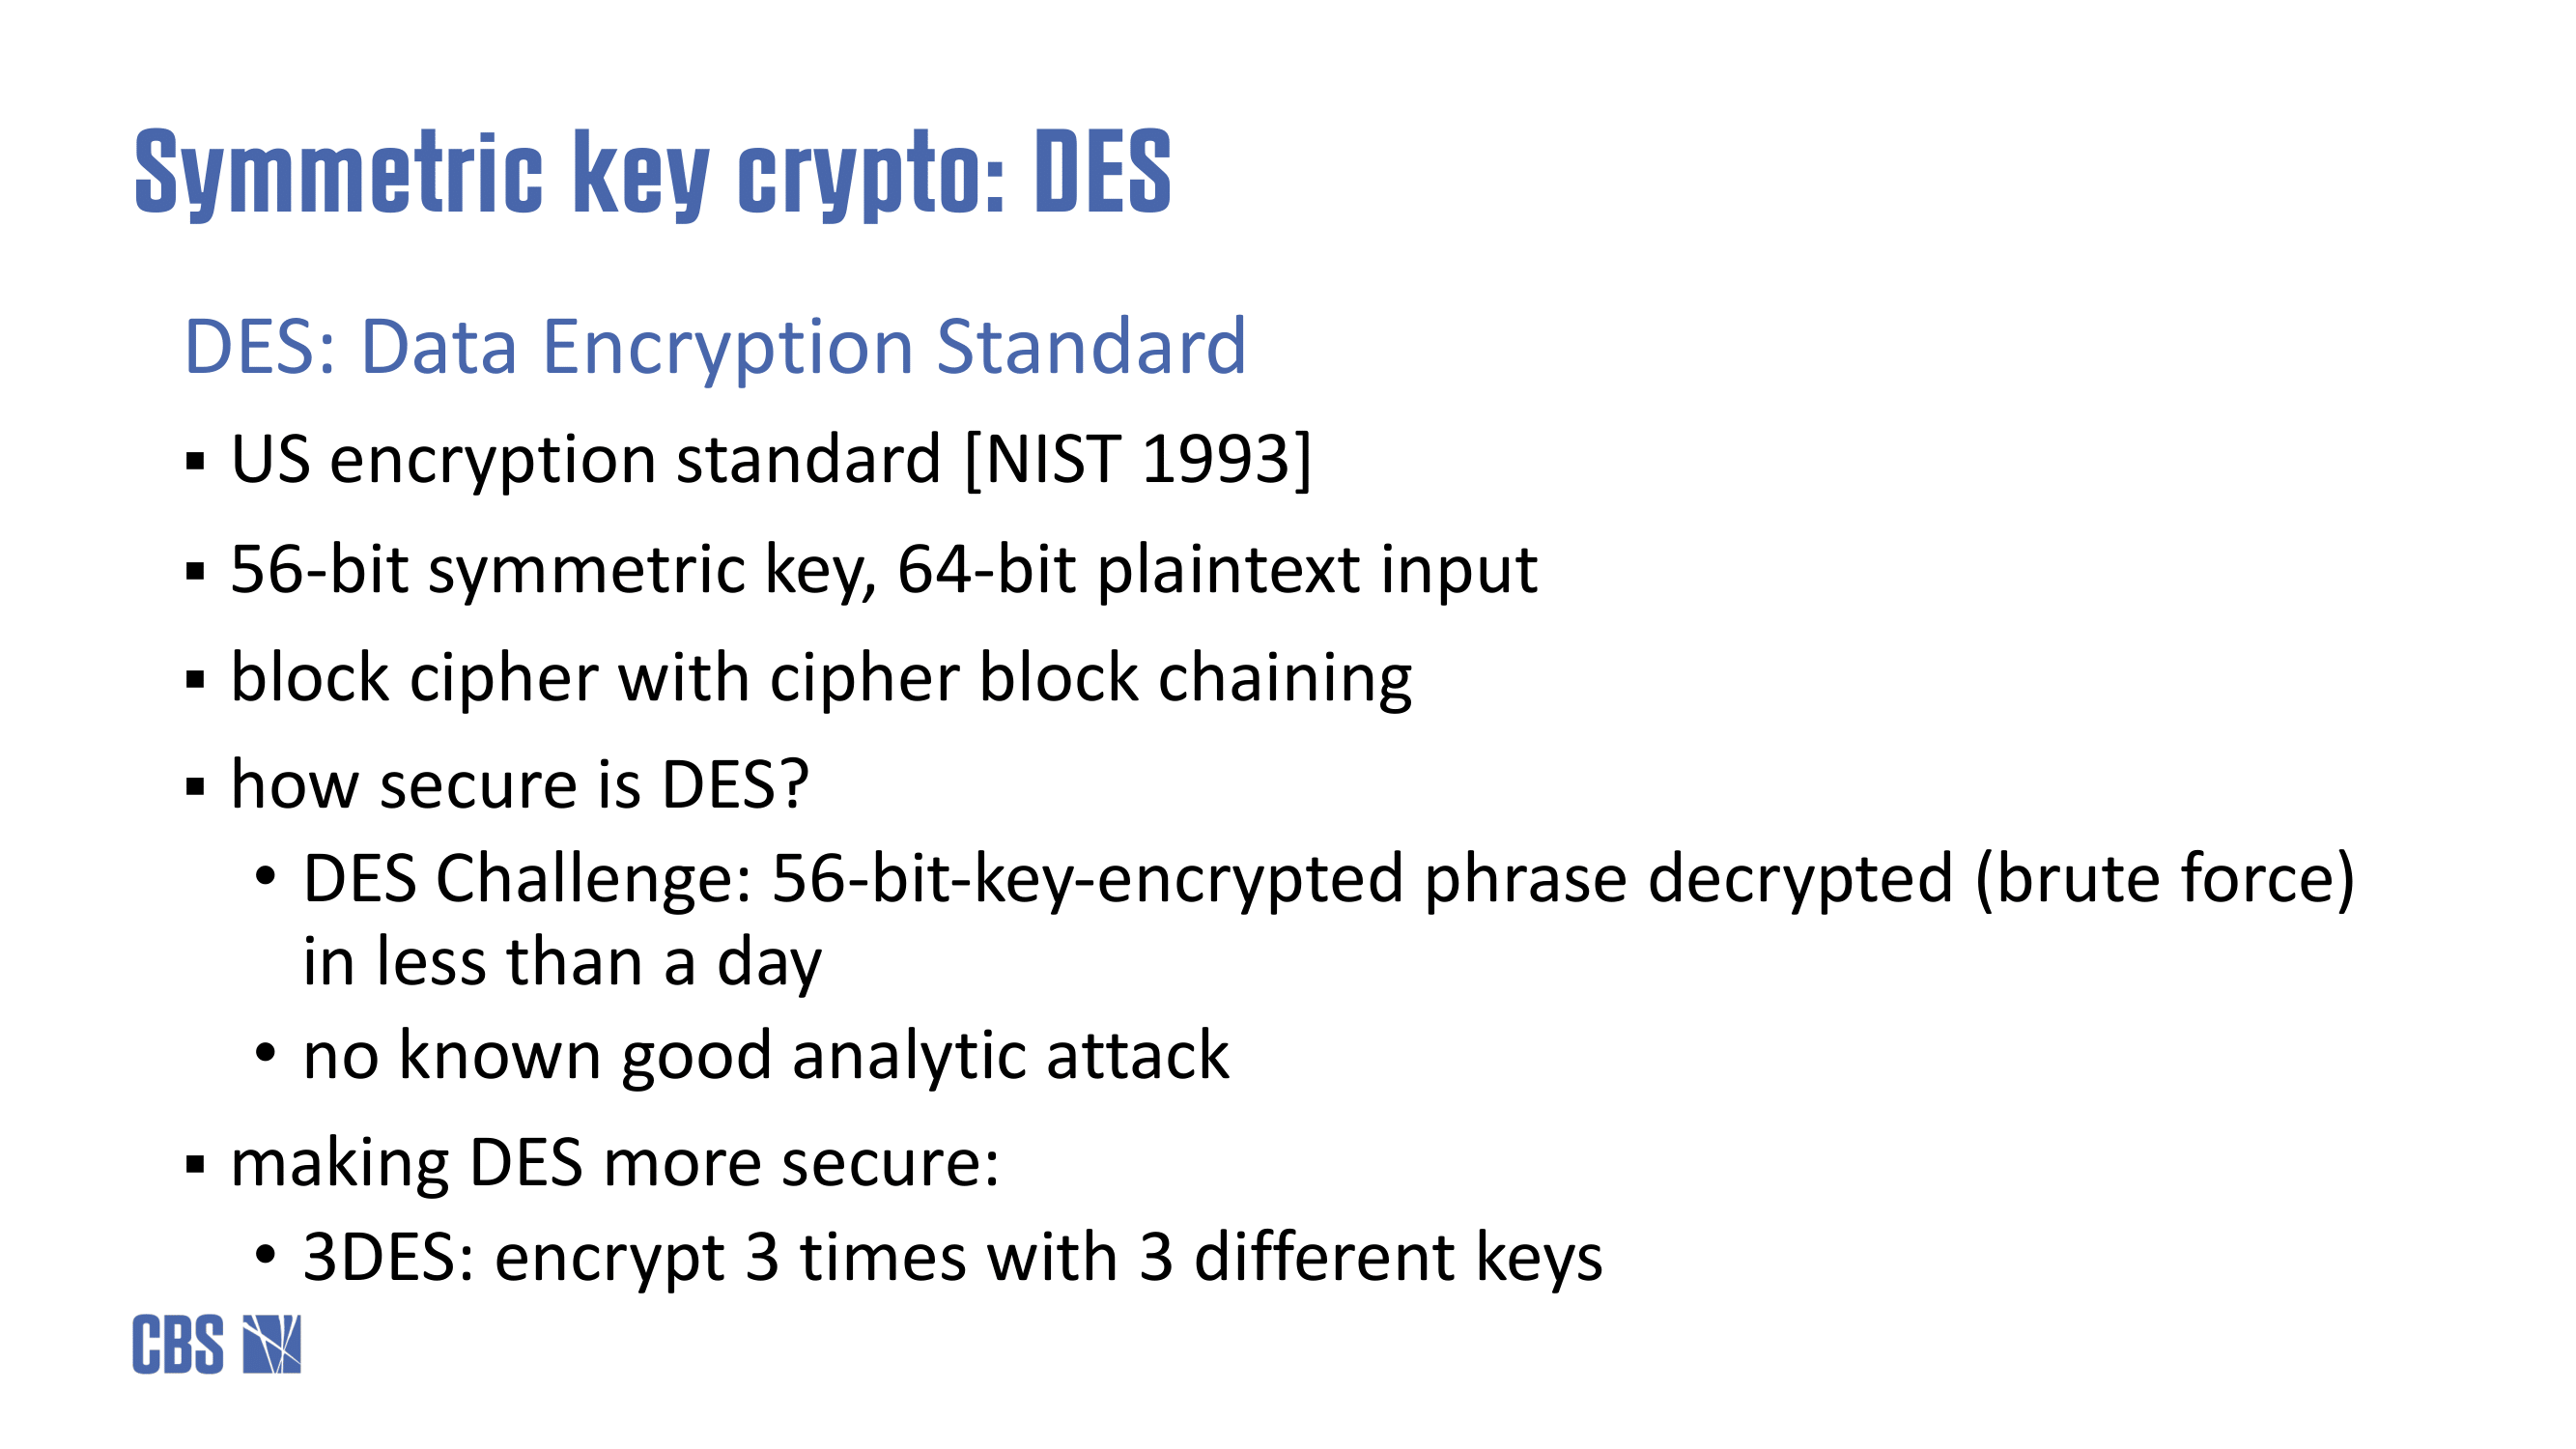 Symmetric key crypto: DES
DES: Data Encryption Standard
▪ US encryption standard [NIST 1993]
▪ 56-bit symmetric key, 64-bit plaintext input
▪ block cipher with cipher block chaining
▪ how secure is DES?
• DES Challenge: 56-bit-key-encrypted phrase decrypted (brute force)
in less than a day
• no known good analytic attack
▪ making DES more secure:
• 3DES: encrypt 3 times with 3 different keys
CBS